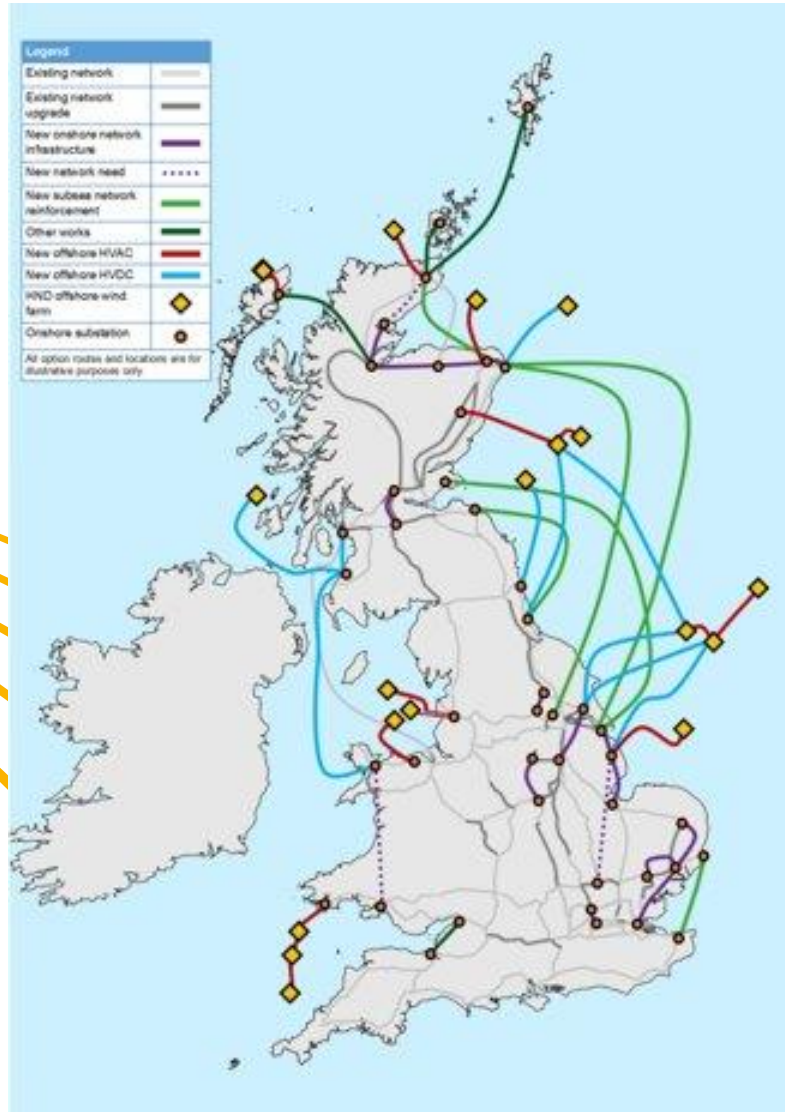 Legend
Existing network
Existing network
upgrade
New onshore network
infrastructure
New network need
New subsea network
reinforcement
Other works
New offshore HVAC
New offshore HVDC
HND offshore wind
farm
Onshore substation
All option routes and locations are for
illustrative purposes only